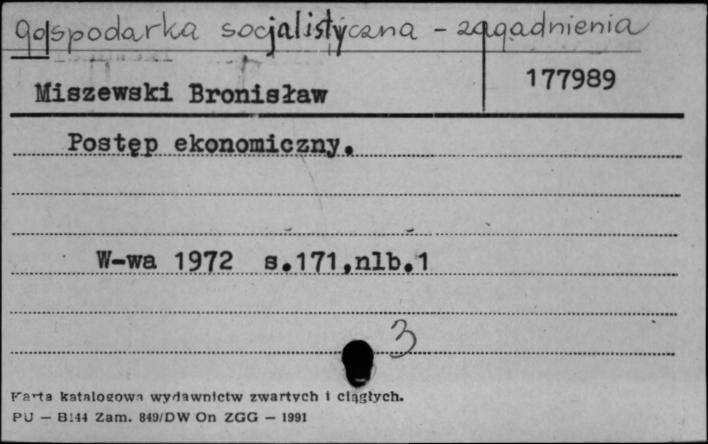 gospodarka socjalistyczna - zagadnienia
Miszewski Bronisław
177989
Postęp ekonomiczny.
W-wa 1972 s.171,nlb.1
3
Karta katalogowa wydawnictw zwartych i ciągłych.
PU — B144 Zam. 849/DW On ZGG — 1991